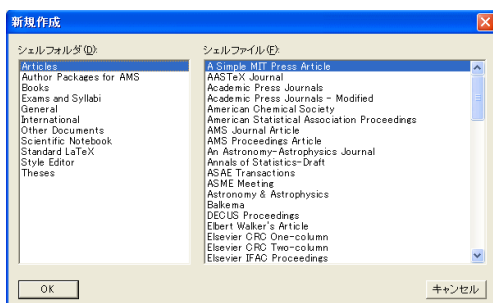 新規作成
シェルフォルダ(D):
Articles
Author Packages for AMS
Books
Exams and Syllabi
General
International
Other Documents
Scientific Notebook
Standard LaTeX
Style Editor
Theses
シェルファイル(F):
A Simple MIT Press Article
AASTeX Journal
Academic Press Journals
Academic Press Journals - Modified
American Chemical Society
American Statistical Association Proceedings
AMS Journal Article
AMS Proceedings Article
An Astronomy-Astrophysics Journal
Annals of Statistics-Draft
ASAE Transactions
ASME Meeting
Astronomy & Astrophysics
Balkema
DECUS Proceedings
Elbert Walker's Article
Elsevier CRC One-column
Elsevier CRC Two-column
Elsevier IFAC Proceedings
OK
キャンセル